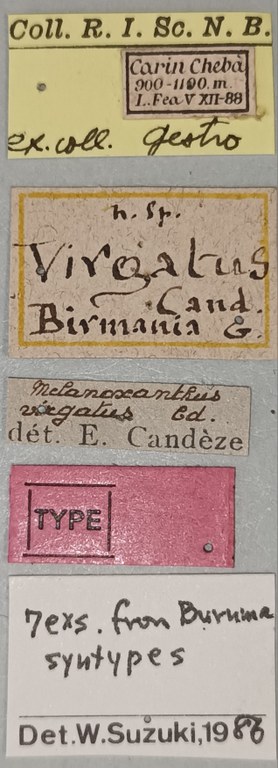 Coll. R. I. Sc. N. B.
Carin Chebà
900-1100. m.
L. Fea V XII-88
ex. coll. Gestro
n. sp.
Virgatus
Cand.
Birmania G.
Melanoxanthus
virgatus Cd.
dét. E. Candèze
TYPE
7exs. from Buruma
syntypes
Det.W.Suzuki,1986